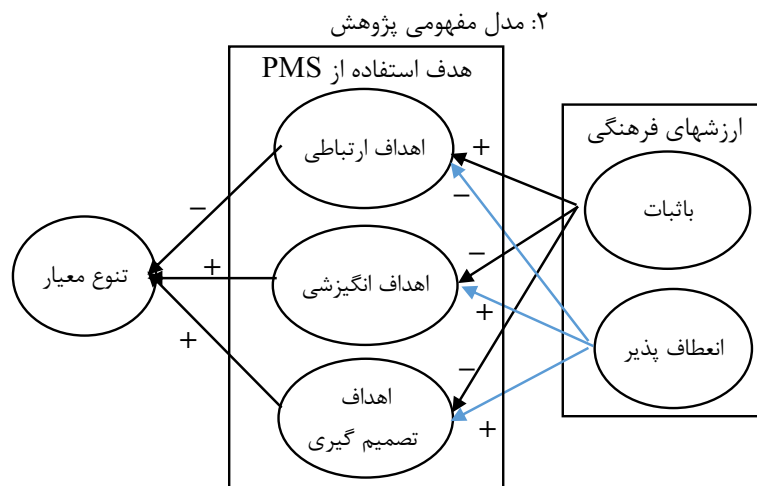 ۲: مدل مفهومی پژوهش
ارزشهای فرهنگی
باثبات
انعطاف پذیر
هدف استفاده از PMS
اهداف ارتباطی
اهداف انگیزشی
اهداف
تصمیم گیری
تنوع معیار
+
−
−
+
−
+
−
+
+